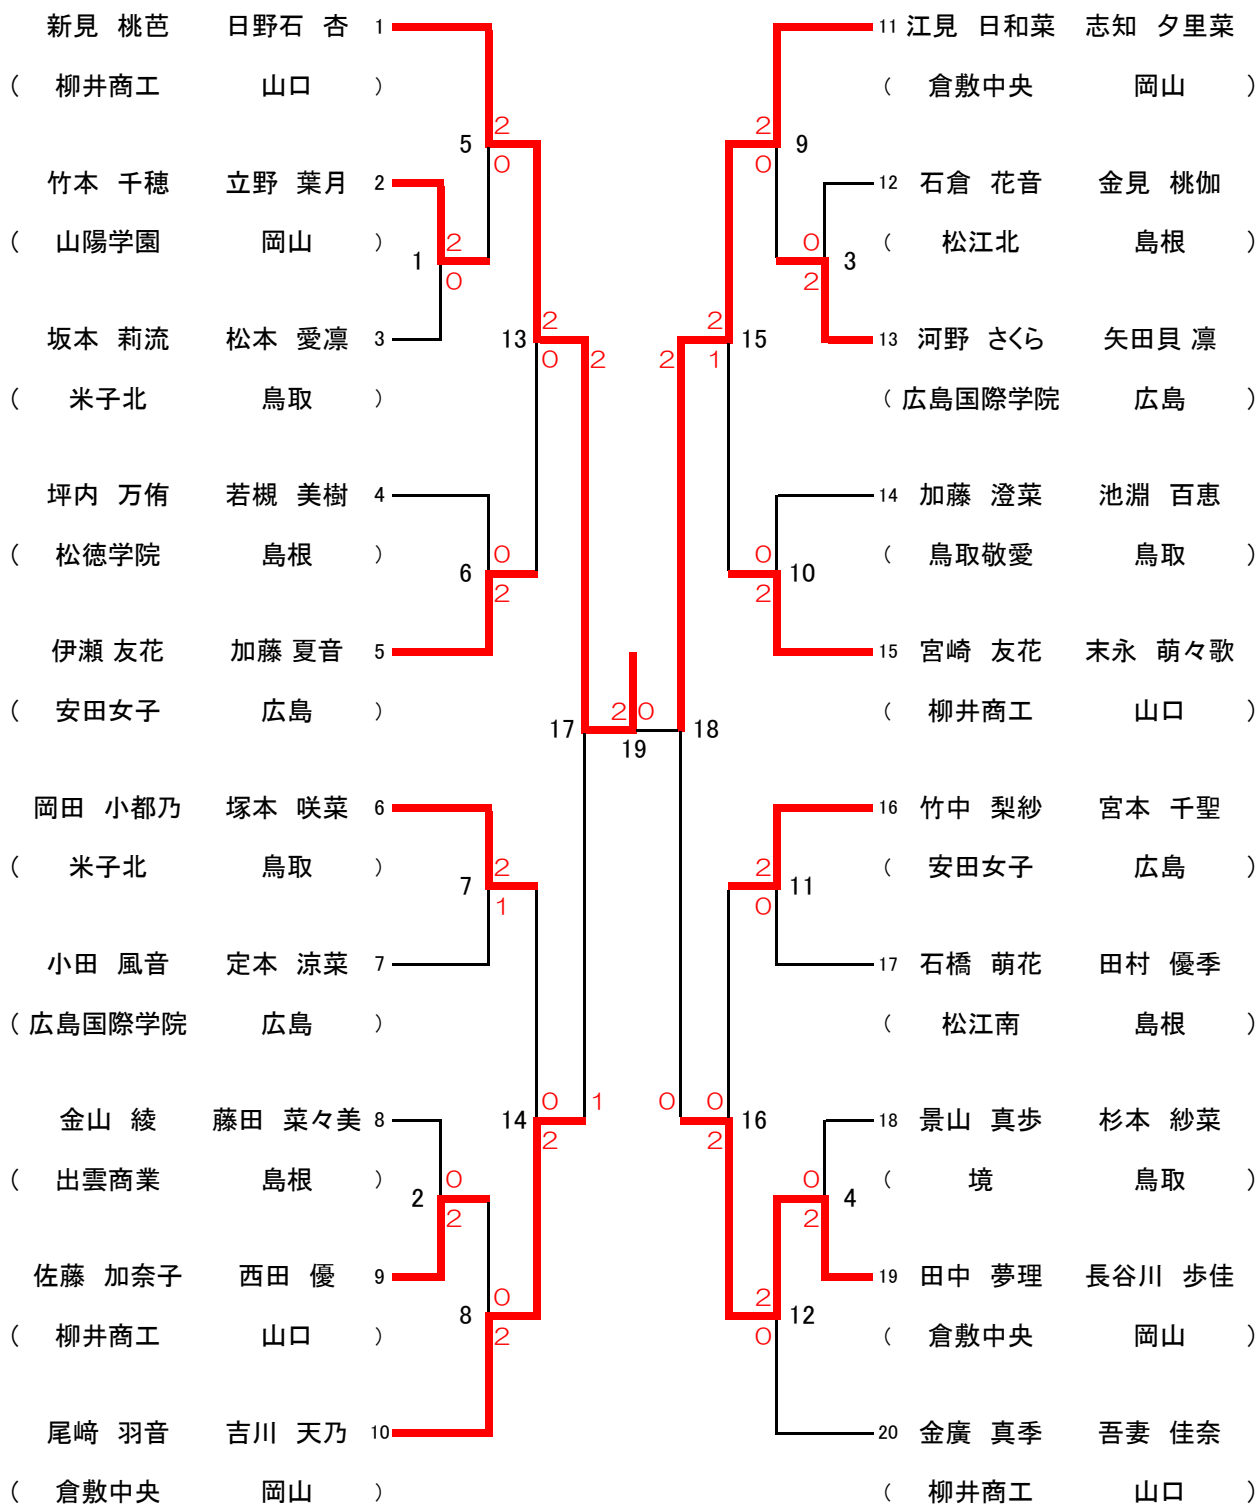 新見 桃芭 日野石 杏 1
( 柳井商工 山口 )
竹本 千穂 立野 葉月 2
( 山陽学園 岡山 )
坂本 莉流 松本 愛凛 3
( 米子北 鳥取 )
坪内 万侑 若槻 美樹 4
( 松徳学院 島根 )
伊瀬 友花 加藤 夏音 5
( 安田女子 広島 )
岡田 小都乃 塚本 咲菜 6
( 米子北 鳥取 )
小田 風音 定本 涼菜 7
( 広島国際学院 広島 )
金山 綾 藤田 菜々美 8
( 出雲商業 島根 )
佐藤 加奈子 西田 優 9
( 柳井商工 山口 )
尾﨑 羽音 吉川 天乃 10
( 倉敷中央 岡山 )
2
5
0
2
1
0
2
13
0
2
0
6
2
2
7
1
0
14
2
1
0
2
2
0
8
2
17
2 0
19
18
11 江見 日和菜 志知 夕里菜
( 倉敷中央 岡山 )
12 石倉 花音 金見 桃伽
( 松江北 島根 )
13 河野 さくら 矢田貝 凛
( 広島国際学院 広島 )
14 加藤 澄菜 池淵 百恵
( 鳥取敬愛 鳥取 )
15 宮崎 友花 末永 萌々歌
( 柳井商工 山口 )
16 竹中 梨紗 宮本 千聖
( 安田女子 広島 )
17 石橋 萌花 田村 優季
( 松江南 島根 )
18 景山 真歩 杉本 紗菜
( 境 鳥取 )
19 田中 夢理 長谷川 歩佳
( 倉敷中央 岡山 )
20 金廣 真季 吾妻 佳奈
( 柳井商工 山口 )
2
9
0
0
3
2
2
15
2
1
0
10
2
2
11
0
0
0
16
2
0
4
2
2
12
0